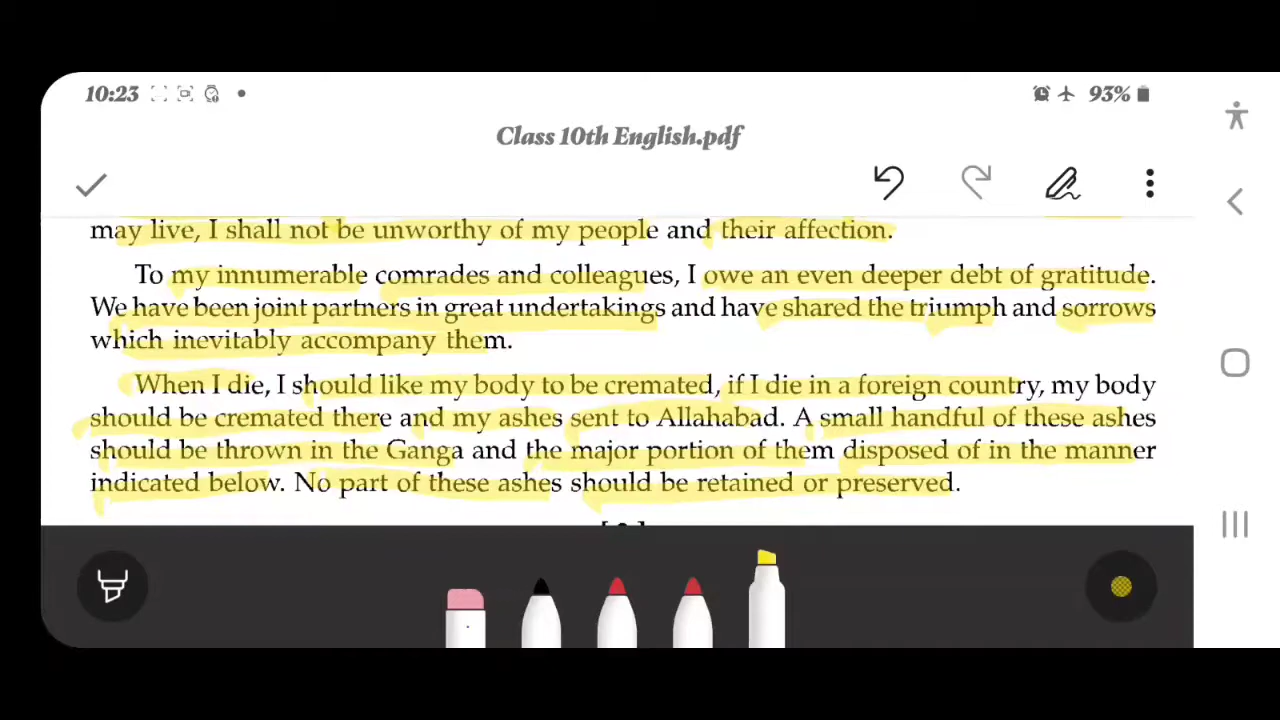 10:23
93%
Class 10th English.pdf
may live, I shall not be unworthy of my people and their affection.
To my innumerable comrades and colleagues, I owe an even deeper debt of gratitude.
We have been joint partners in great undertakings and have shared the triumph and sorrows
which inevitably accompany them.
When I die, I should like my body to be cremated, if I die in a foreign country, my body
should be cremated there and my ashes sent to Allahabad. A small handful of these ashes
should be thrown in the Ganga and the major portion of them disposed of in the manner
indicated below. No part of these ashes should be retained or preserved.